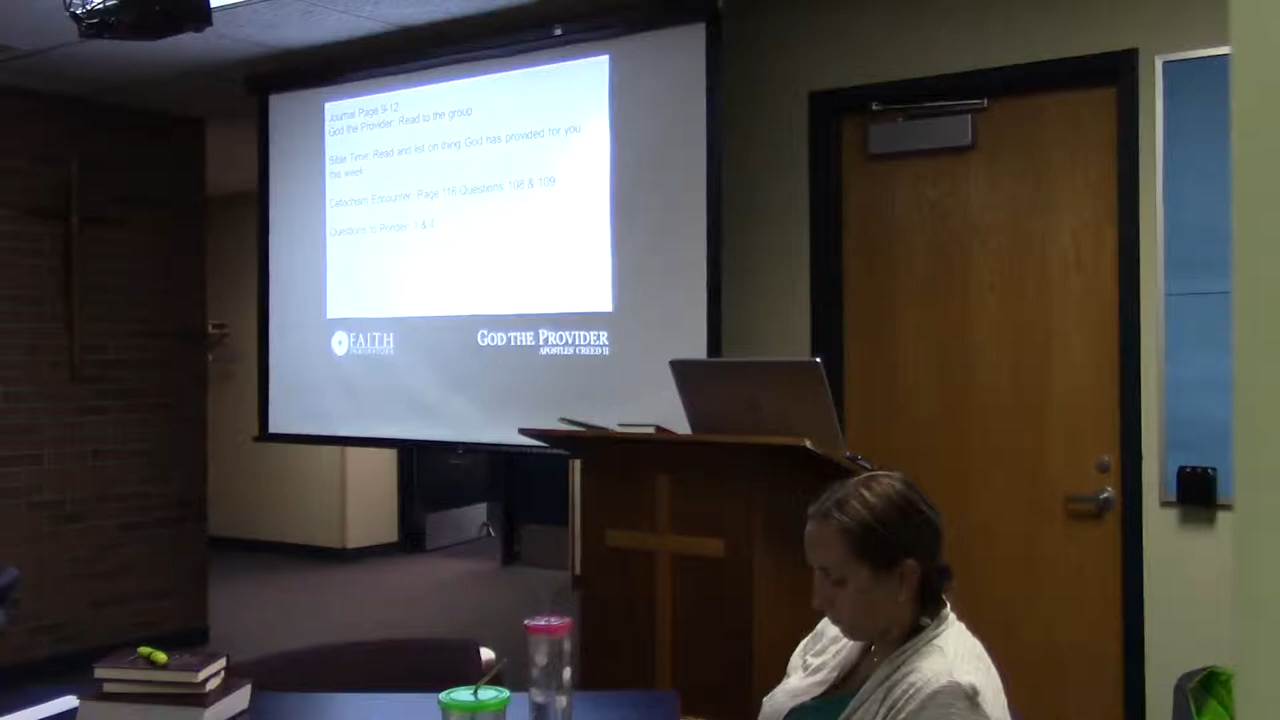 Journal Page 9-12
God the Provider: Read to the group
Bible Time: Read and list on thing God has provided for you
this week
Catechism Encounter: Page 116 Questions: 108 & 109
Questions to Ponder: 1 & 4
FAITH
GOD THE PROVIDER
APOSTLES CREED II